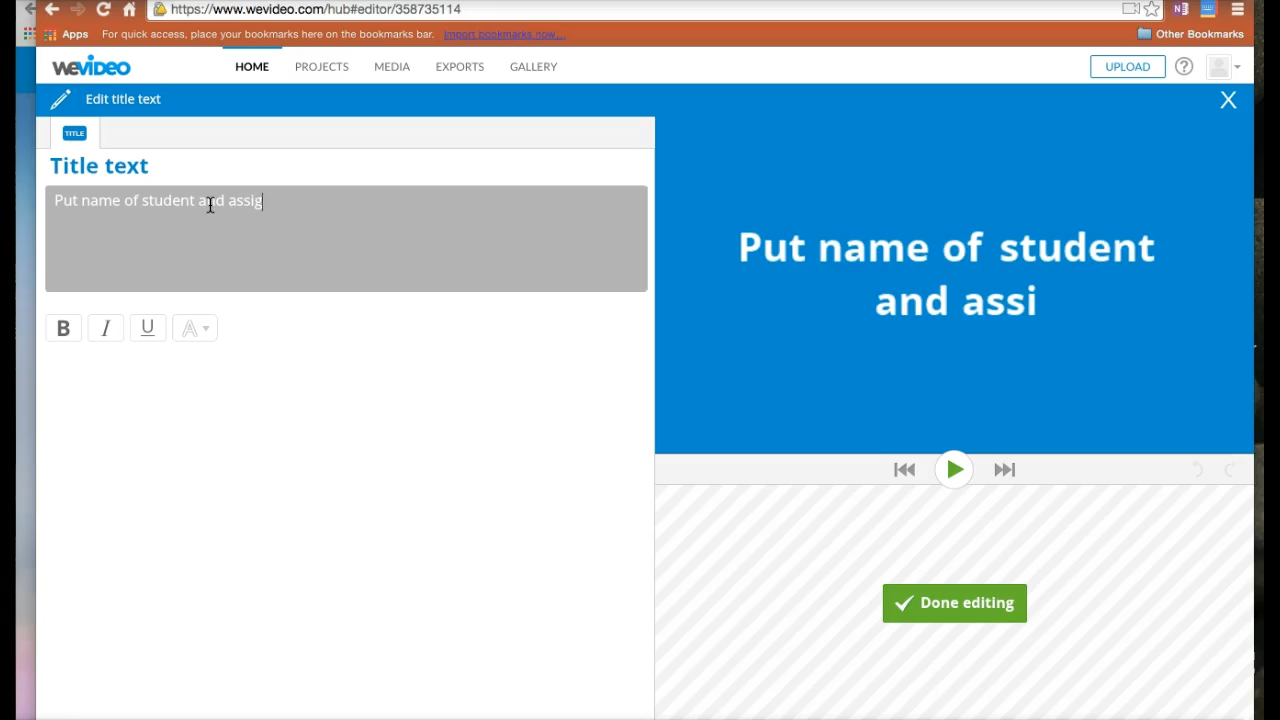 https://www.wevideo.com/hub#editor/358735114
Apps For quick access, place your bookmarks here on the bookmarks bar. Import bookmarks now... Other Bookmarks
WEVIDEO HOME PROJECTS MEDIA EXPORTS GALLERY UPLOAD ?
Edit title text X
TITLE
Title text
Put name of student and assig
B I U A
Put name of student
and assi
Done editing